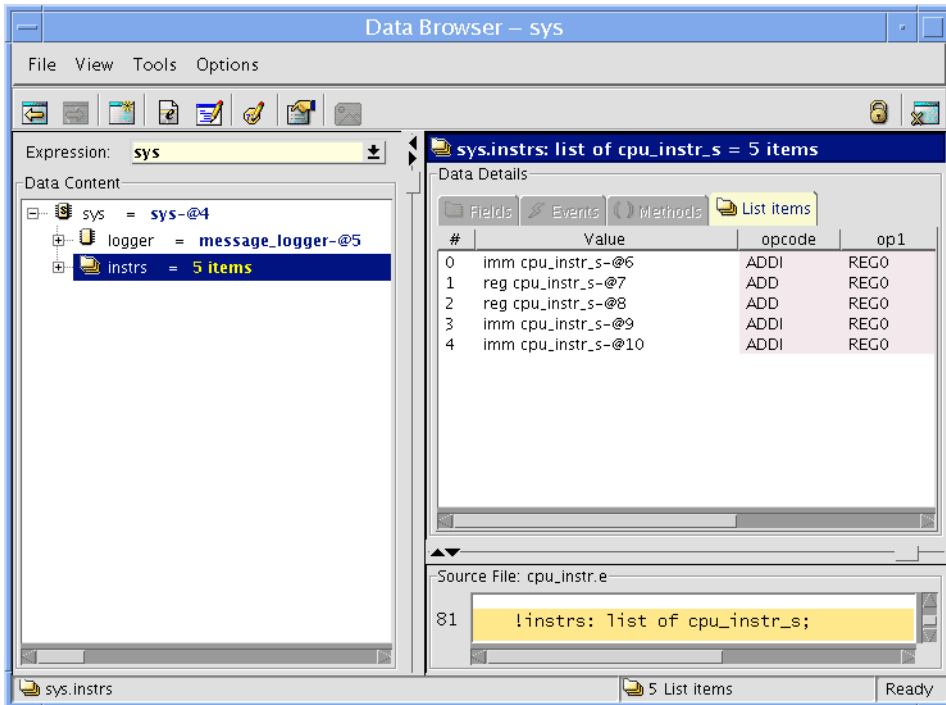 Data Browser – sys
File View Tools Options
Expression: sys
Data Content
sys = sys-@4
logger = message_logger-@5
instrs = 5 items
sys.instrs: list of cpu_instr_s = 5 items
Data Details
Fields Events Methods List items
# Value opcode op1
0 imm cpu_instr_s-@6 ADDI REG0
1 reg cpu_instr_s-@7 ADD REG0
2 reg cpu_instr_s-@8 ADD REG0
3 imm cpu_instr_s-@9 ADDI REG0
4 imm cpu_instr_s-@10 ADDI REG0
Source File: cpu_instr.e
81 !instrs: list of cpu_instr_s;
sys.instrs
5 List items
Ready